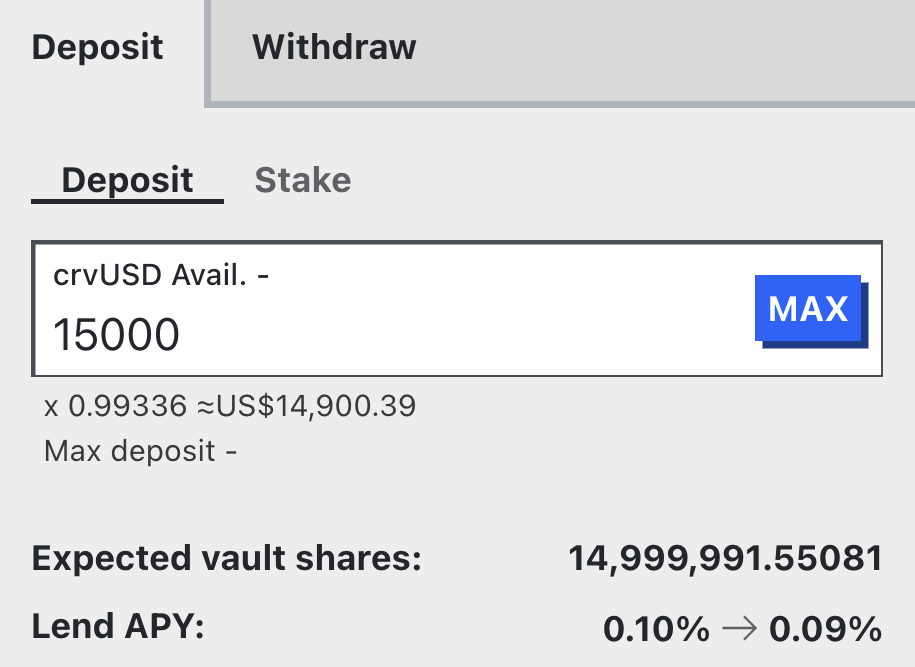 Deposit Withdraw
Deposit Stake
crvUSD Avail. -
15000
MAX
x 0.99336 ≈US$14,900.39
Max deposit -
Expected vault shares: 14,999,991.55081
Lend APY: 0.10% → 0.09%